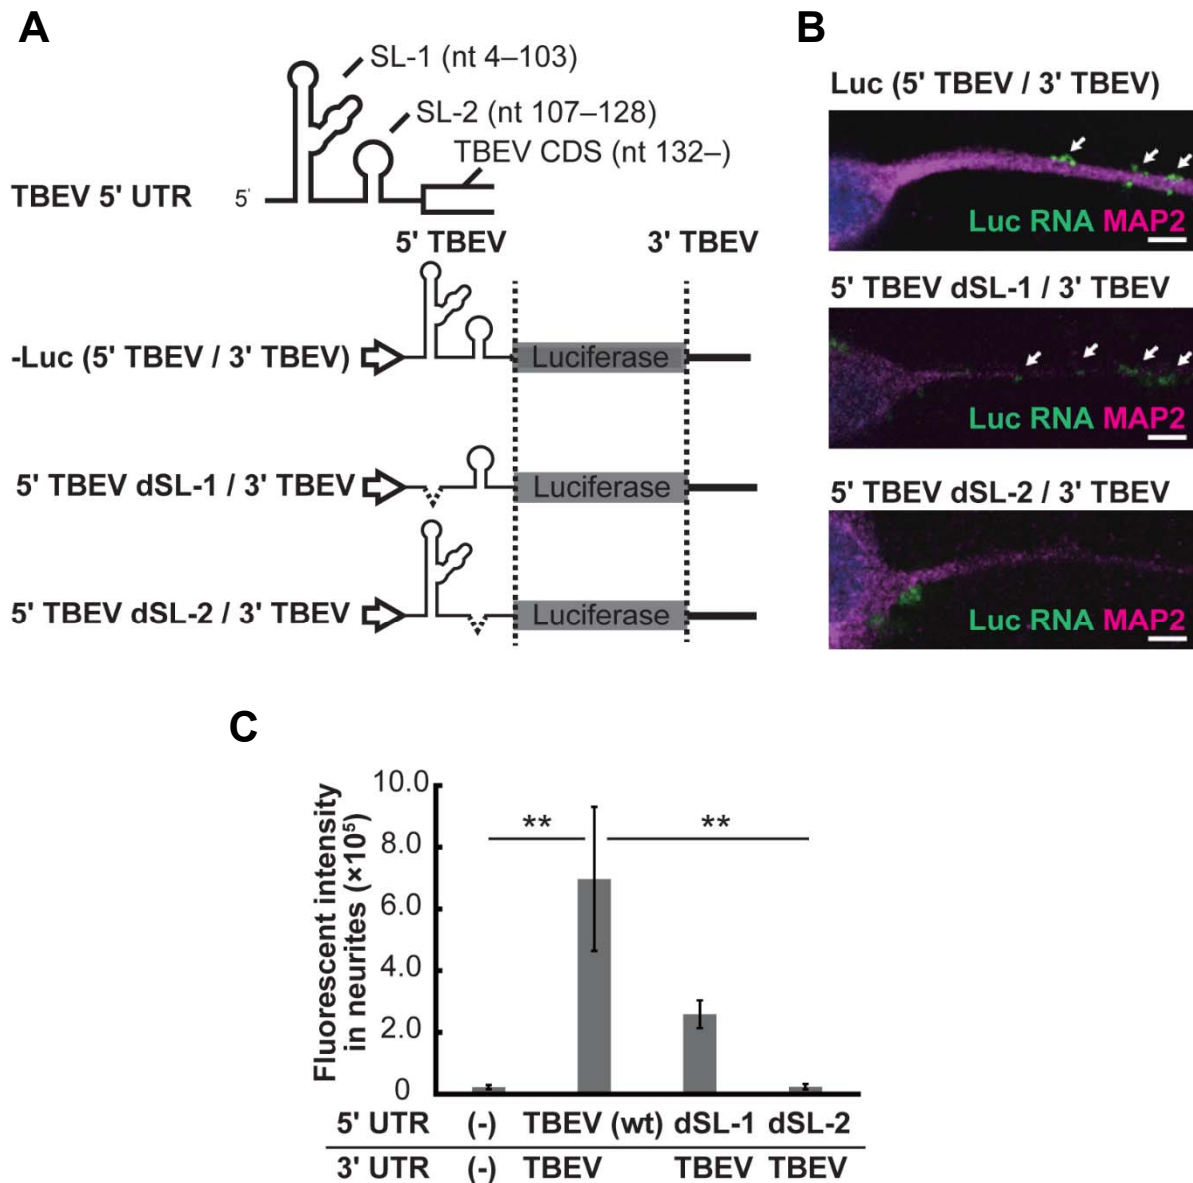 A
SL-1 (nt 4–103)
SL-2 (nt 107–128)
TBEV CDS (nt 132–)
TBEV 5' UTR 5'
5' TBEV 3' TBEV
-Luc (5' TBEV / 3' TBEV) Luciferase
5' TBEV dSL-1 / 3' TBEV Luciferase
5' TBEV dSL-2 / 3' TBEV Luciferase
B
Luc (5' TBEV / 3' TBEV)
Luc RNA MAP2
5' TBEV dSL-1 / 3' TBEV
Luc RNA MAP2
5' TBEV dSL-2 / 3' TBEV
Luc RNA MAP2
C
Fluorescent intensity
in neurites (×10⁵)
10.0
8.0
6.0
4.0
2.0
0
** **
5' UTR (-) TBEV (wt) dSL-1 dSL-2
3' UTR (-) TBEV TBEV TBEV